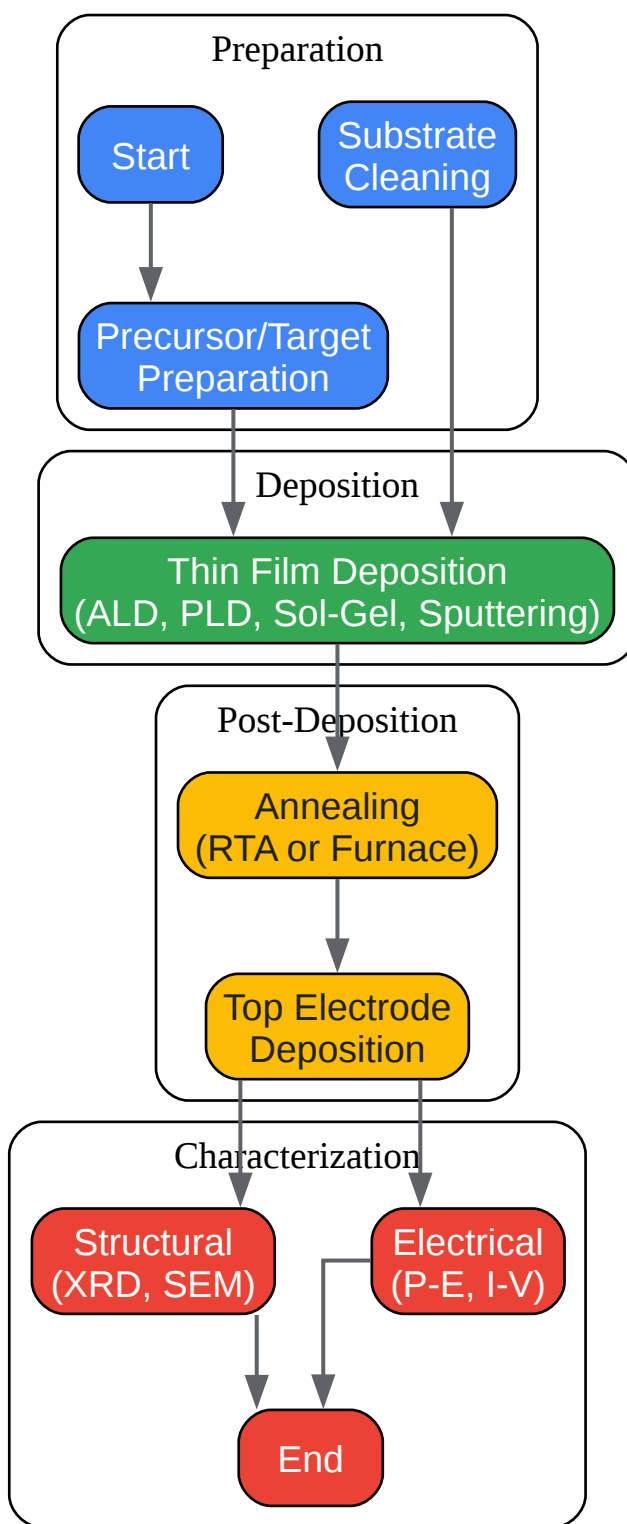 Preparation
Start
Substrate
Cleaning
Precursor/Target
Preparation
Deposition
Thin Film Deposition
(ALD, PLD, Sol-Gel, Sputtering)
Post-Deposition
Annealing
(RTA or Furnace)
Top Electrode
Deposition
Characterization
Structural
(XRD, SEM)
Electrical
(P-E, I-V)
End